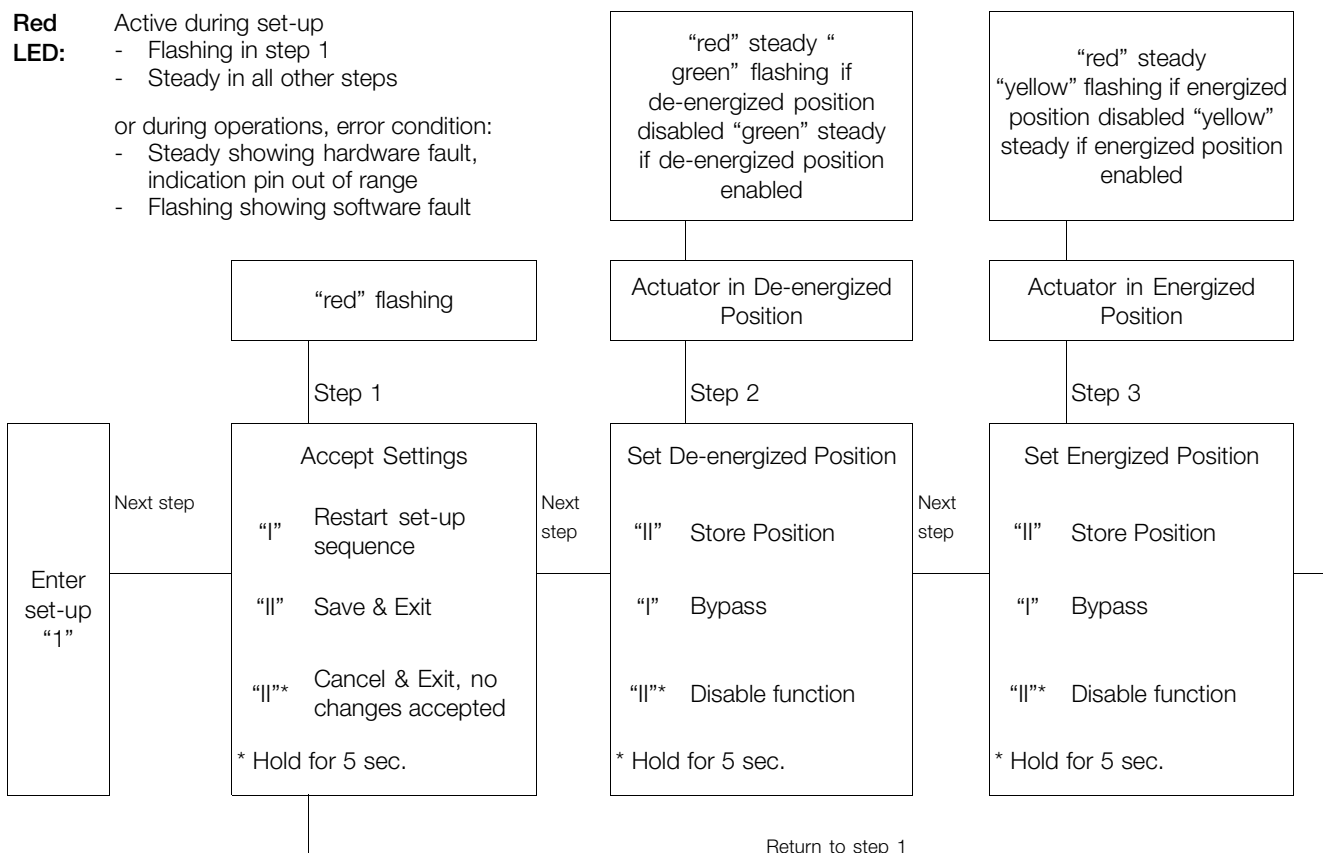 Red LED:
Active during set-up
- Flashing in step 1
- Steady in all other steps
or during operations, error condition:
- Steady showing hardware fault,
indication pin out of range
- Flashing showing software fault
“red” steady “
green” flashing if
de-energized position
disabled “green” steady
if de-energized position
enabled
“red” steady
“yellow” flashing if energized
position disabled “yellow”
steady if energized position
enabled
“red” flashing
Actuator in De-energized
Position
Actuator in Energized
Position
Step 1
Step 2
Step 3
Enter
set-up
“1”
Next step
Accept Settings
“I” Restart set-up
sequence
“II” Save & Exit
“II”* Cancel & Exit, no
changes accepted
* Hold for 5 sec.
Next
step
Set De-energized Position
“II” Store Position
“I” Bypass
“II”* Disable function
* Hold for 5 sec.
Next
step
Set Energized Position
“II” Store Position
“I” Bypass
“II”* Disable function
* Hold for 5 sec.
Return to step 1